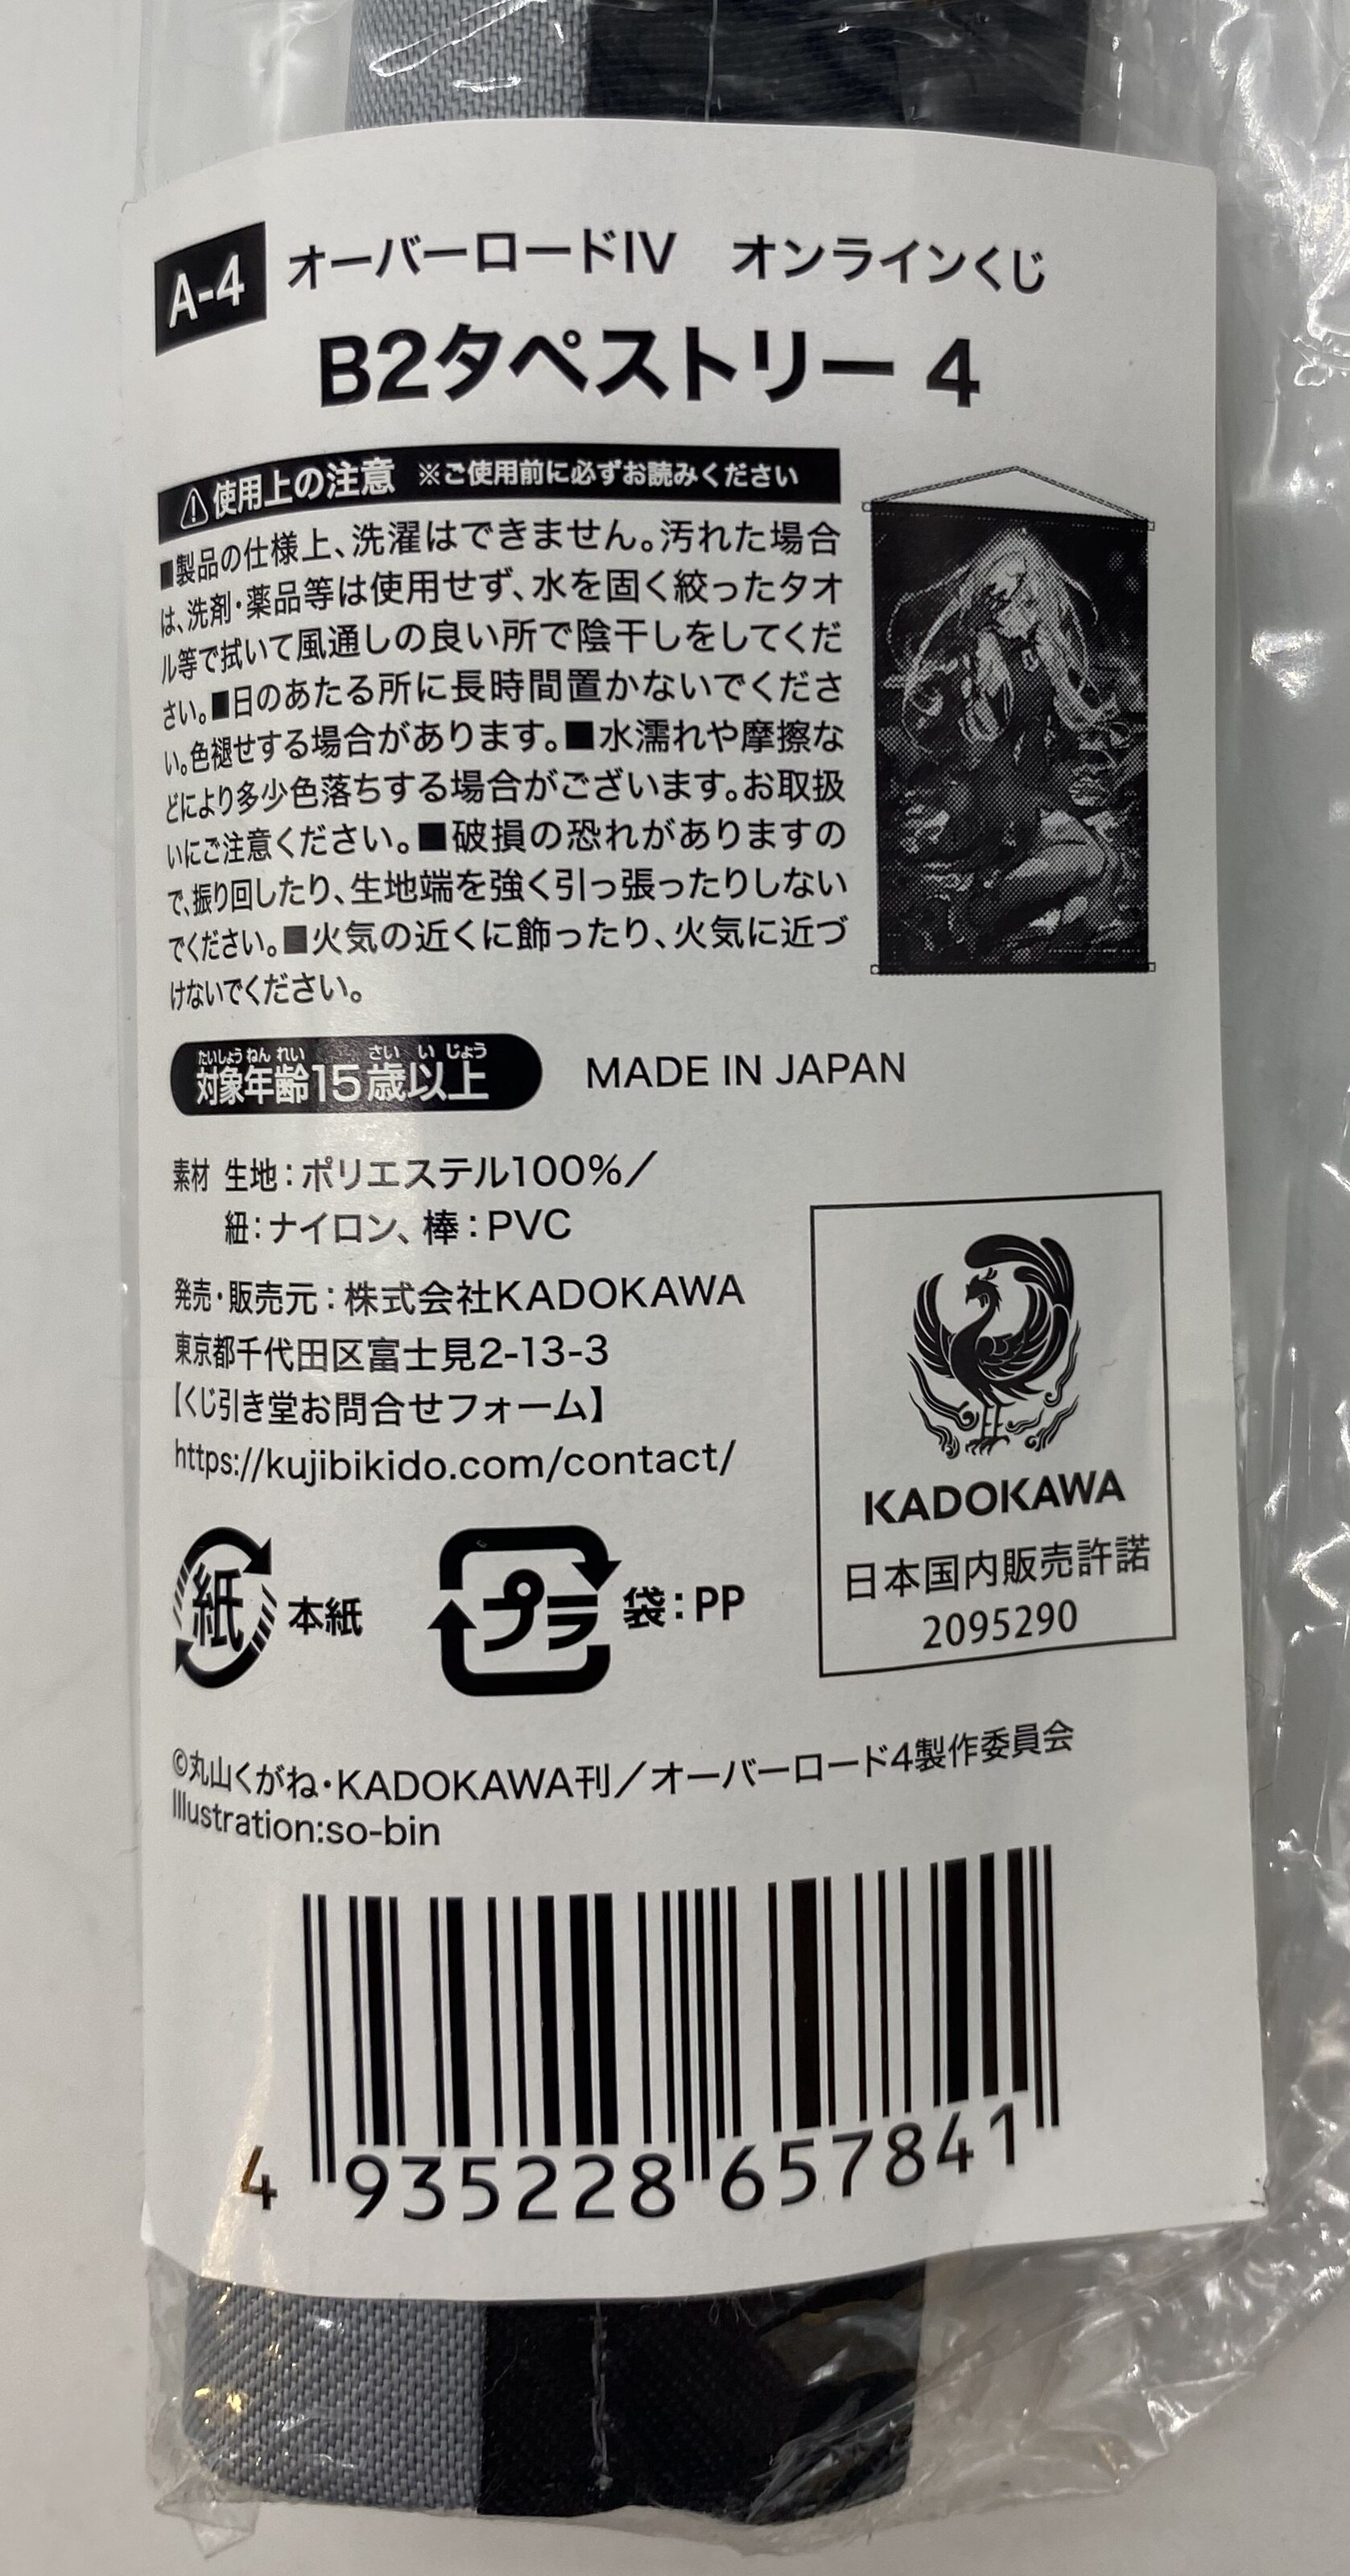 A-4
オーバーロードIV　オンラインくじ
B2タペストリー 4
使用上の注意 ※ご使用前に必ずお読みください
■製品の仕様上、洗濯はできません。汚れた場合
は、洗剤・薬品等は使用せず、水を固く絞ったタオ
ル等で拭いて風通しの良い所で陰干しをしてくだ
さい。■日のあたる所に長時間置かないでくださ
い。色褪せする場合があります。■水濡れや摩擦な
どにより多少色落ちする場合がございます。お取扱
いにご注意ください。■破損の恐れがありますの
で、振り回したり、生地端を強く引っ張ったりしない
でください。■火気の近くに飾ったり、火気に近づ
けないでください。
たいしょうねんれい さいいじょう
対象年齢15歳以上
MADE IN JAPAN
素材 生地：ポリエステル100%／
紐：ナイロン、棒：PVC
発売・販売元：株式会社KADOKAWA
東京都千代田区富士見2-13-3
【くじ引き堂お問合せフォーム】
https://kujibikido.com/contact/
紙 本紙
プラ 袋：PP
KADOKAWA
日本国内販売許諾
2095290
©丸山くがね・KADOKAWA刊／オーバーロード4製作委員会
Illustration:so-bin
4 935228 657841